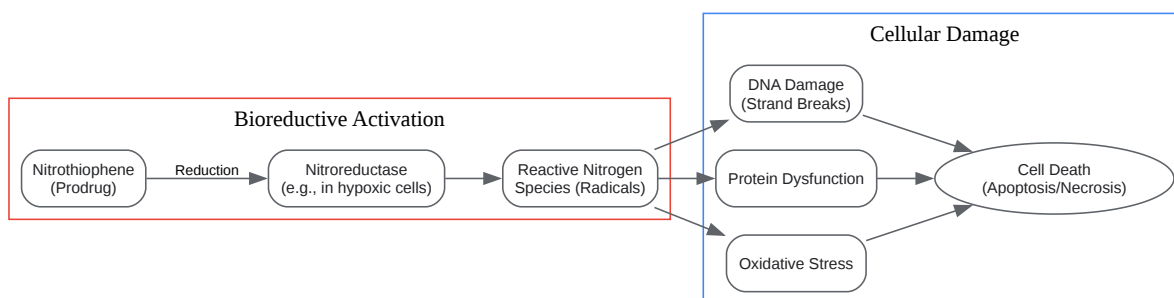 Cellular Damage
Bioreductive Activation
Nitrothiophene
(Prodrug)
Reduction
Nitroreductase
(e.g., in hypoxic cells)
Reactive Nitrogen
Species (Radicals)
DNA Damage
(Strand Breaks)
Protein Dysfunction
Oxidative Stress
Cell Death
(Apoptosis/Necrosis)